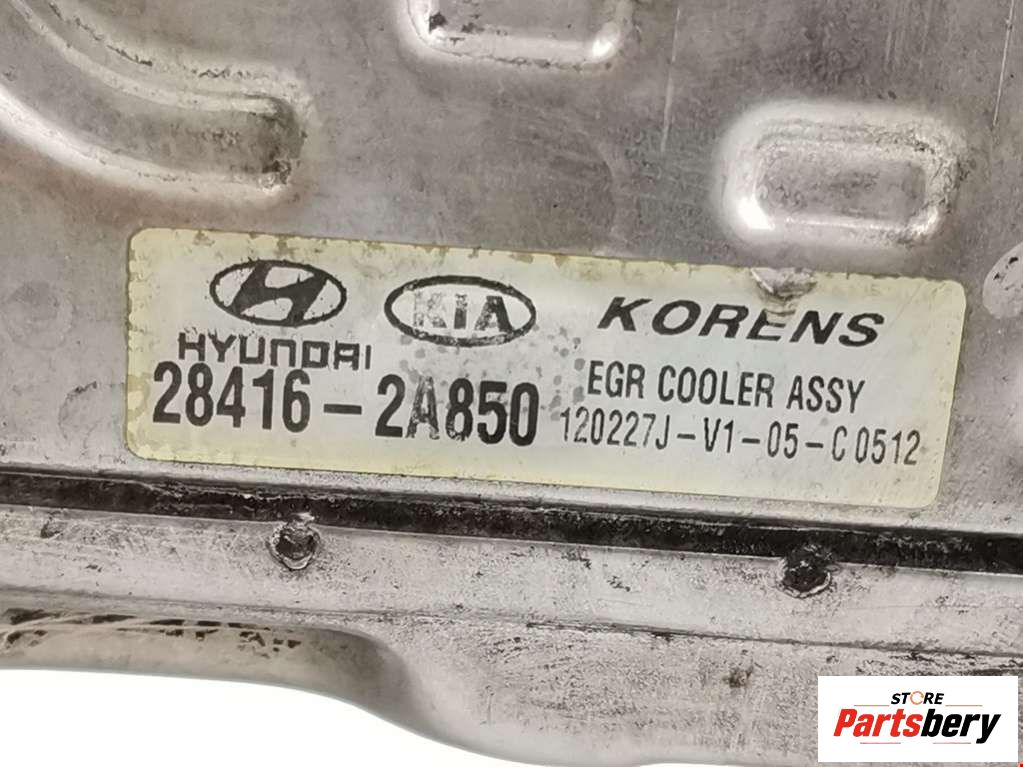 HYUNDAI
KIA
KORENS
28416-2A850
EGR COOLER ASSY
120227J-V1-05-C0512
STORE
Partsbery